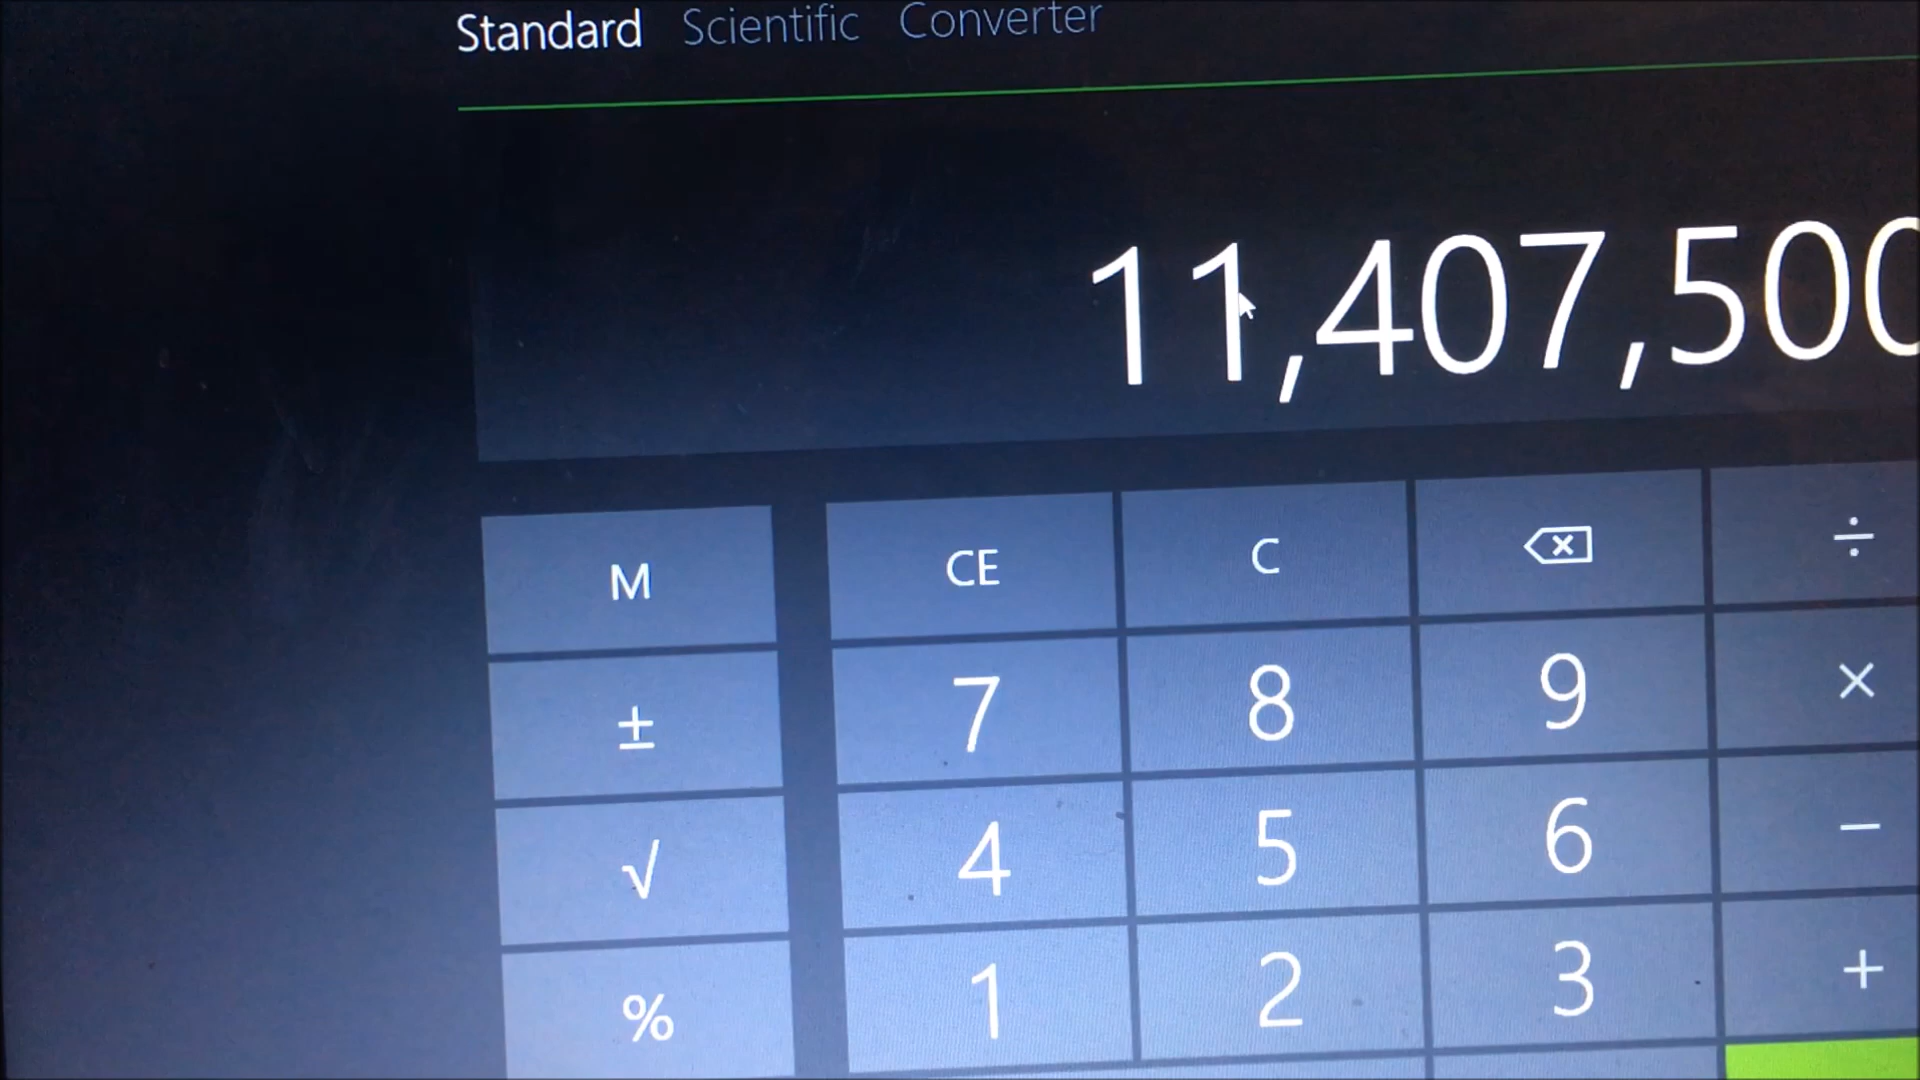 Standard Scientific Converter
11,407,500
M CE C ÷
± 7 8 9 ×
√ 4 5 6 −
% 1 2 3 +